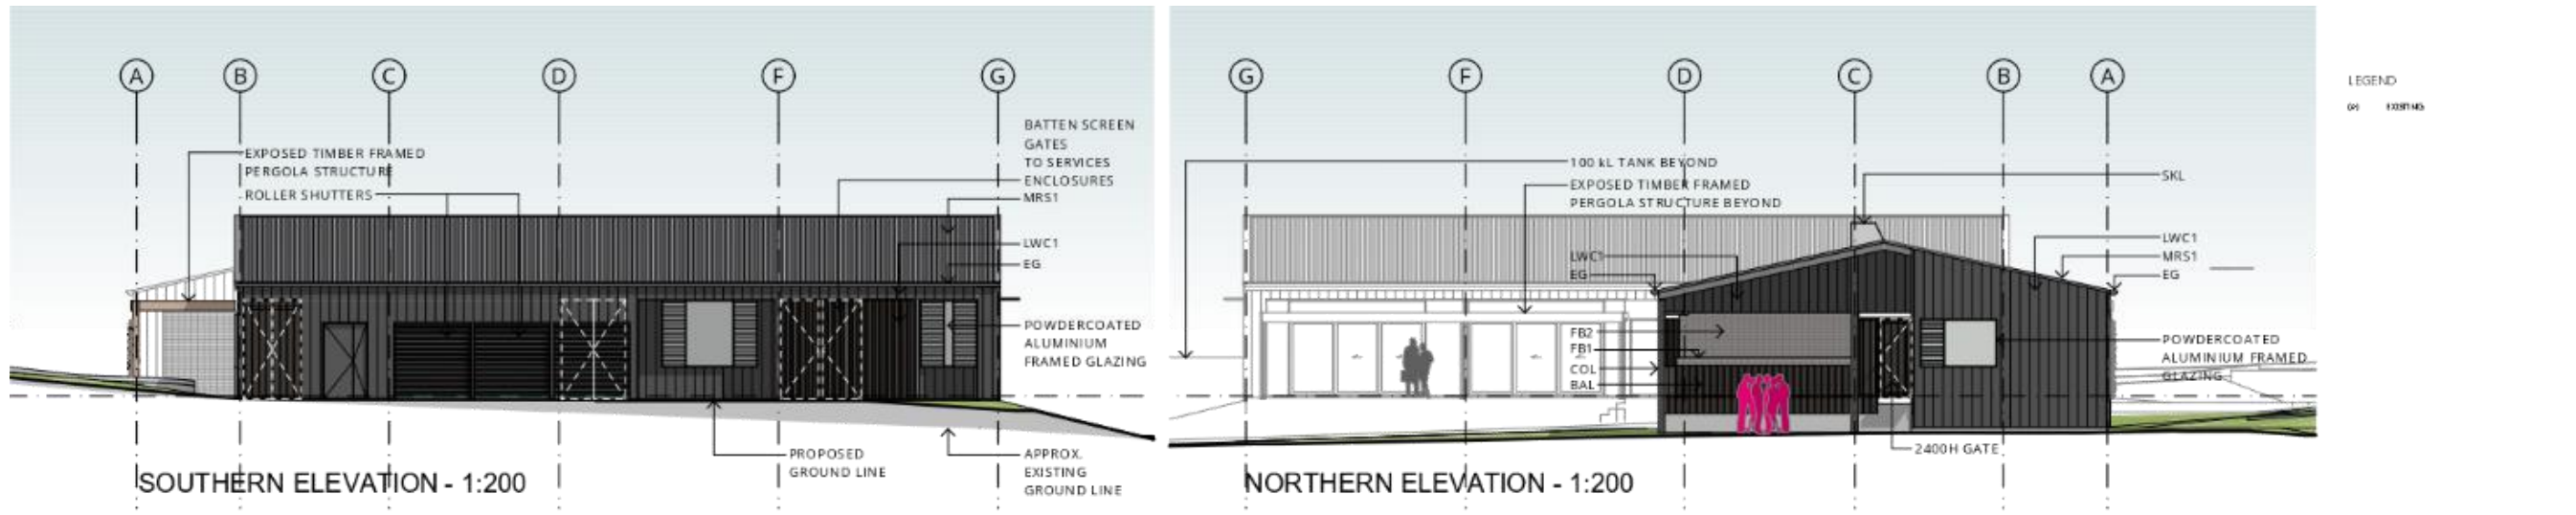 A
B
C
D
F
G
EXPOSED TIMBER FRAMED
PERGOLA STRUCTURE
ROLLER SHUTTERS
BATTEN SCREEN
GATES
TO SERVICES
ENCLOSURES
MRS1
LWC1
EG
POWDERCOATED
ALUMINIUM
FRAMED GLAZING
PROPOSED
GROUND LINE
APPROX.
EXISTING
GROUND LINE
SOUTHERN ELEVATION - 1:200
G
F
D
C
B
A
100 kL TANK BEYOND
EXPOSED TIMBER FRAMED
PERGOLA STRUCTURE BEYOND
LWC1
EG
FB2
FB1
COL
BAL
SKL
LWC1
MRS1
EG
POWDERCOATED
ALUMINIUM FRAMED
GLAZING
2400H GATE
NORTHERN ELEVATION - 1:200
LEGEND
EXISTING